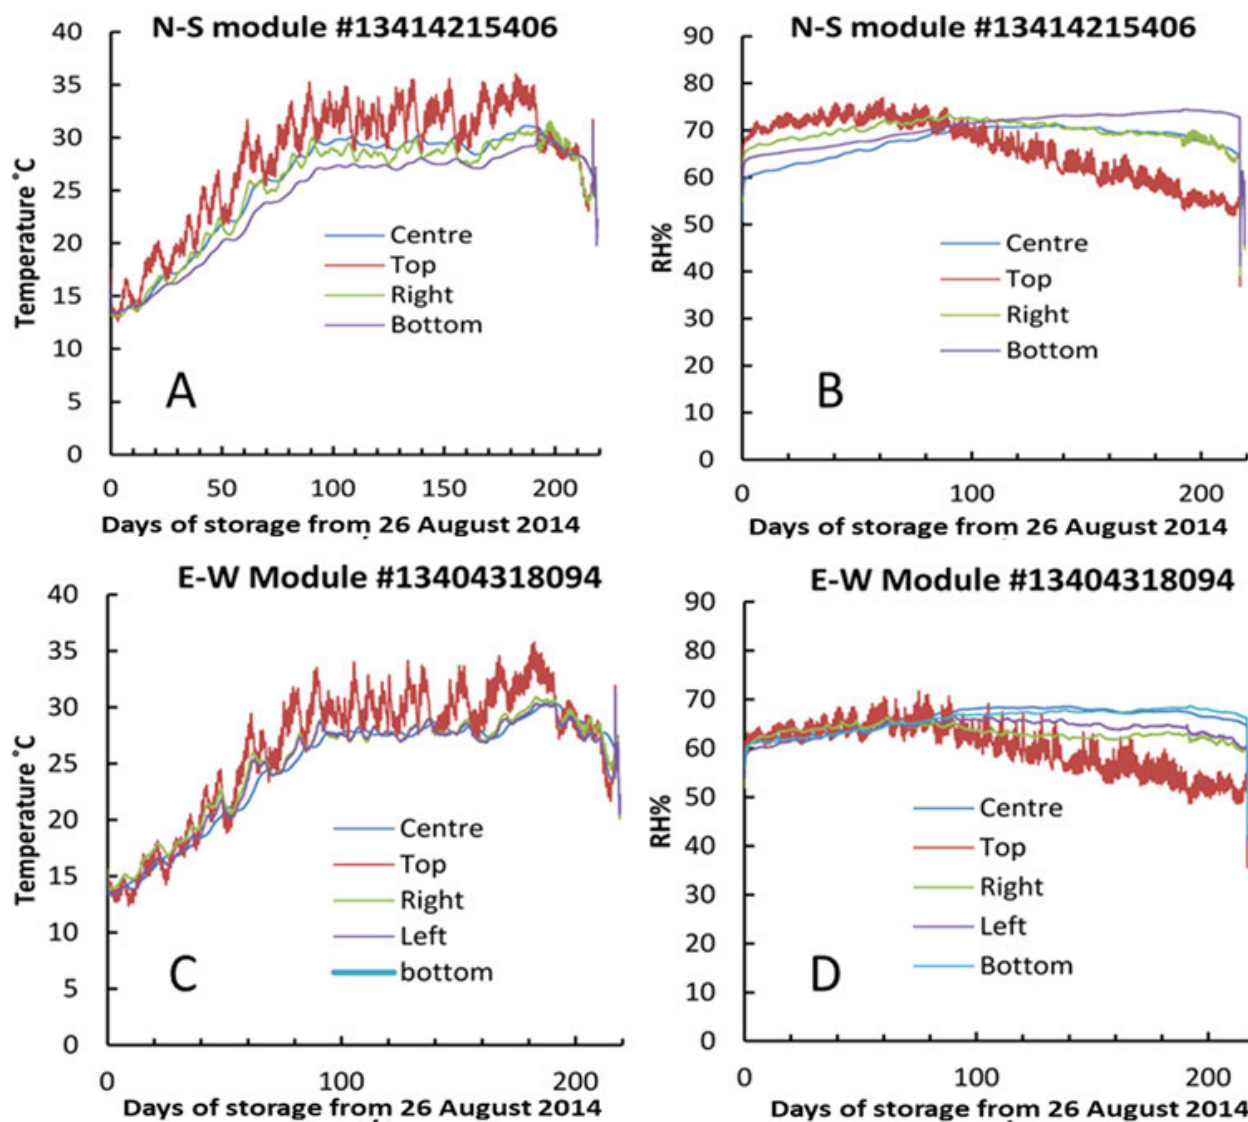 N-S module #13414215406
40
35
30
25
20
15
10
5
0
Temperature ˚C
Centre
Top
Right
Bottom
A
0 50 100 150 200
Days of storage from 26 August 2014
N-S module #13414215406
90
80
70
60
50
40
30
20
10
0
RH%
Centre
Top
Right
Bottom
B
0 100 200
Days of storage from 26 August 2014
E-W Module #13404318094
40
35
30
25
20
15
10
5
0
Temperature ˚C
Centre
Top
Right
Left
bottom
C
0 100 200
Days of storage from 26 August 2014
E-W Module #13404318094
90
80
70
60
50
40
30
20
10
0
RH%
Centre
Top
Right
Left
Bottom
D
0 100 200
Days of storage from 26 August 2014